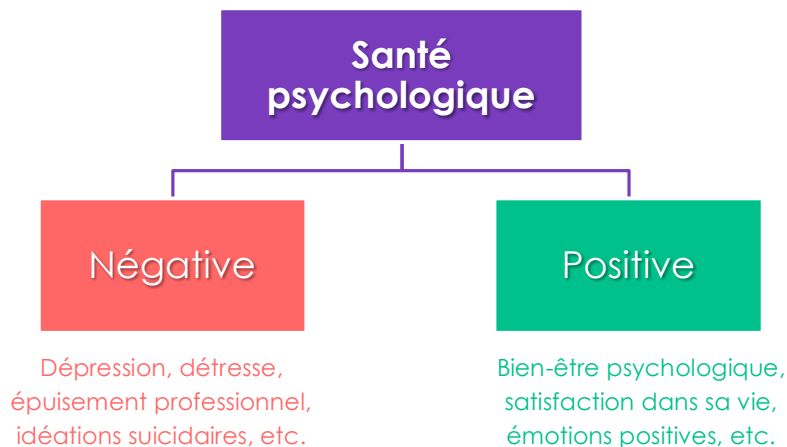 Santé
psychologique
Négative
Positive
Dépression, détresse,
épuisement professionnel,
idéations suicidaires, etc.
Bien-être psychologique,
satisfaction dans sa vie,
émotions positives, etc.